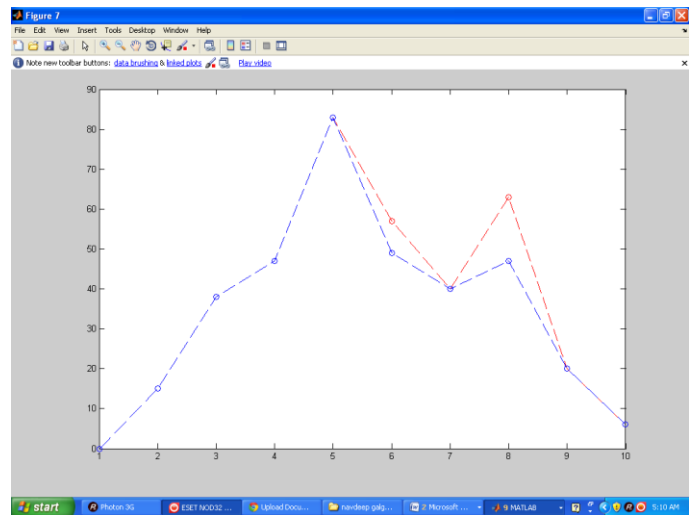 Figure 7
File Edit View Insert Tools Desktop Window Help
Note new toolbar buttons: data brushing & linked plots Play video
90
80
70
60
50
40
30
20
10
0
1 2 3 4 5 6 7 8 9 10
start Photon 3G ESET NOD32 ... Upload Docu... navdeep galg... 2 Microsoft ... 9 MATLAB 5:10 AM